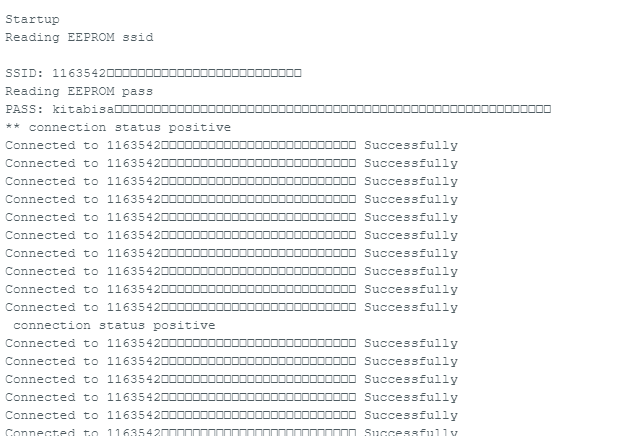 Startup
Reading EEPROM ssid

SSID: 1163542□□□□□□□□□□□□□□□□□□□□□□□□□
Reading EEPROM pass
PASS: kitabisa□□□□□□□□□□□□□□□□□□□□□□□□□□□□□□□□□□□□□□□□□□□□□□□□□□□□□□□□
** connection status positive
Connected to 1163542□□□□□□□□□□□□□□□□□□□□□□□□□ Successfully
Connected to 1163542□□□□□□□□□□□□□□□□□□□□□□□□□ Successfully
Connected to 1163542□□□□□□□□□□□□□□□□□□□□□□□□□ Successfully
Connected to 1163542□□□□□□□□□□□□□□□□□□□□□□□□□ Successfully
Connected to 1163542□□□□□□□□□□□□□□□□□□□□□□□□□ Successfully
Connected to 1163542□□□□□□□□□□□□□□□□□□□□□□□□□ Successfully
Connected to 1163542□□□□□□□□□□□□□□□□□□□□□□□□□ Successfully
Connected to 1163542□□□□□□□□□□□□□□□□□□□□□□□□□ Successfully
Connected to 1163542□□□□□□□□□□□□□□□□□□□□□□□□□ Successfully
Connected to 1163542□□□□□□□□□□□□□□□□□□□□□□□□□ Successfully
 connection status positive
Connected to 1163542□□□□□□□□□□□□□□□□□□□□□□□□□ Successfully
Connected to 1163542□□□□□□□□□□□□□□□□□□□□□□□□□ Successfully
Connected to 1163542□□□□□□□□□□□□□□□□□□□□□□□□□ Successfully
Connected to 1163542□□□□□□□□□□□□□□□□□□□□□□□□□ Successfully
Connected to 1163542□□□□□□□□□□□□□□□□□□□□□□□□□ Successfully
Connected to 1163542□□□□□□□□□□□□□□□□□□□□□□□□□ Successfully